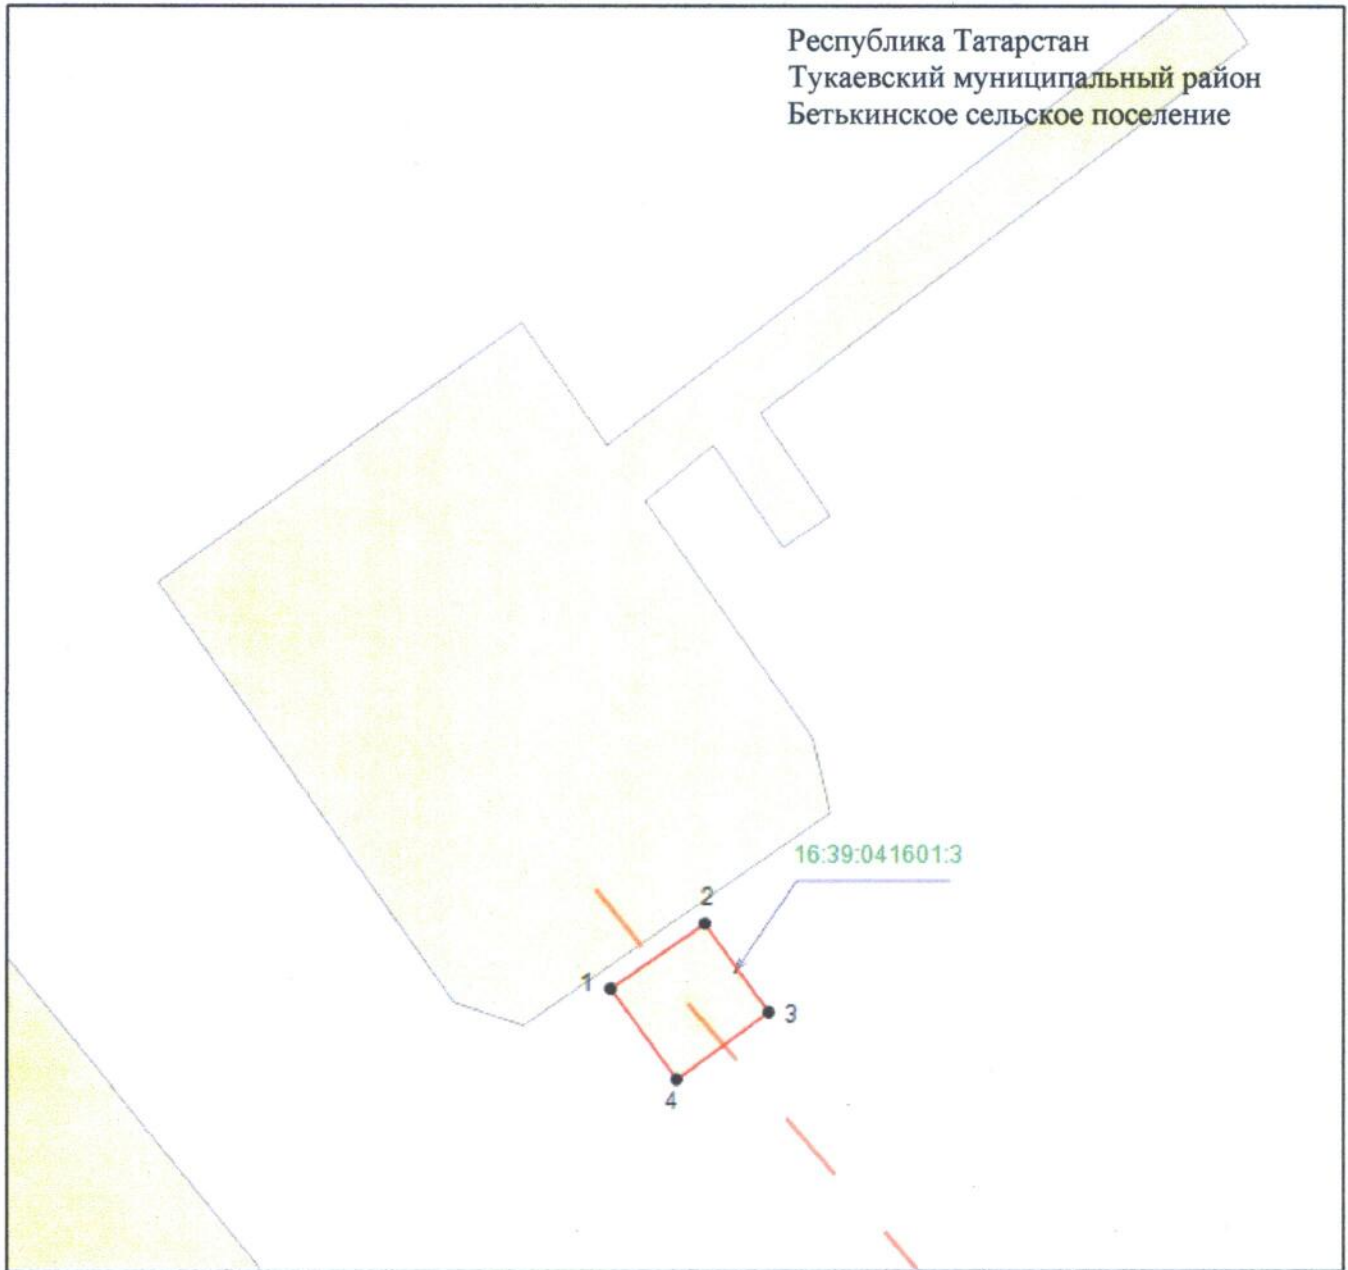 Республика Татарстан
Тукаевский муниципальный район
Бетькинское сельское поселение
16:39:041601:3
2
1
3
4